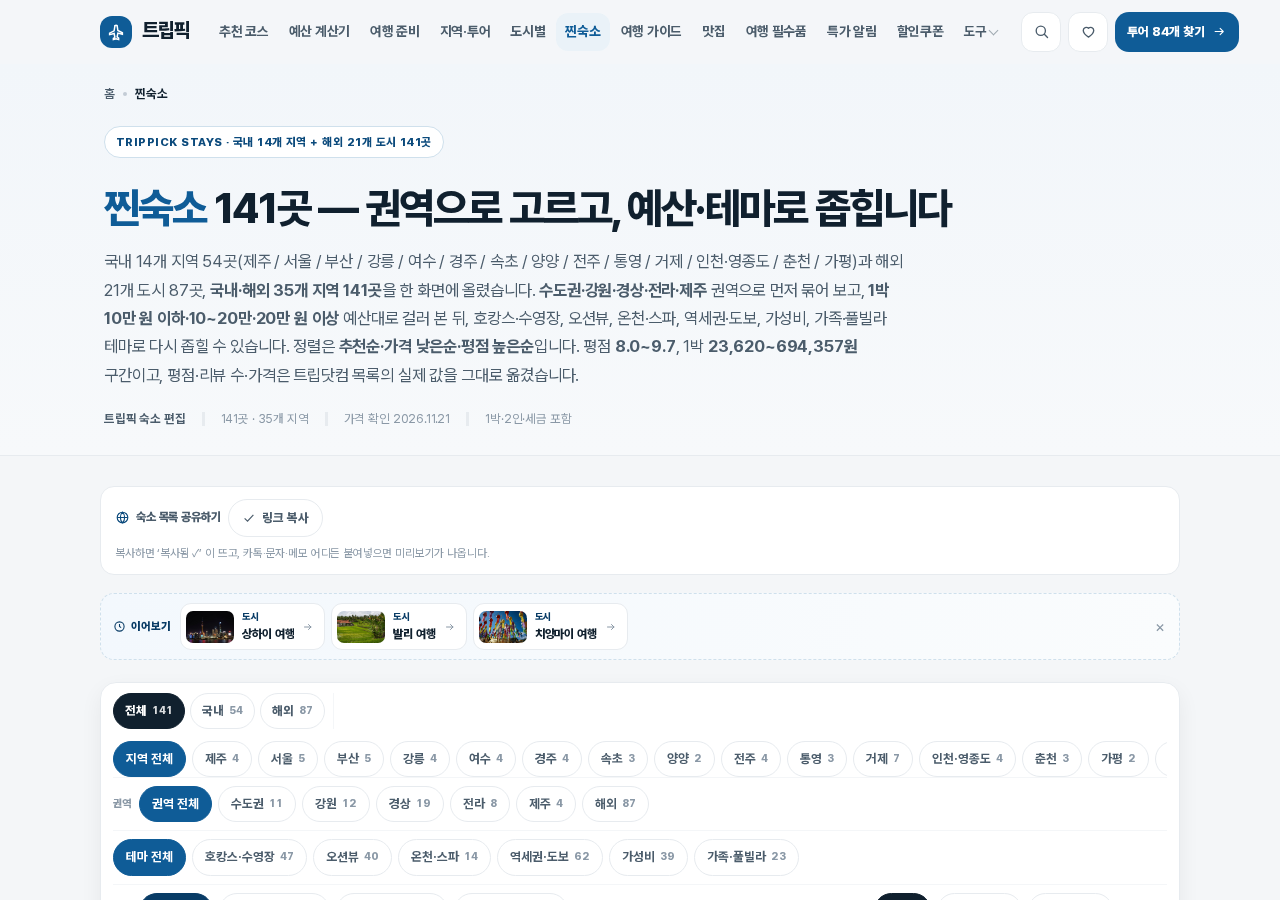 트립픽
추천 코스 예산 계산기 여행 준비 지역·투어 도시별 찐숙소 여행 가이드 맛집 여행 필수품 특가 알림 할인쿠폰 도구
투어 84개 찾기 →
홈 • 찐숙소
TRIPPICK STAYS · 국내 14개 지역 + 해외 21개 도시 141곳
찐숙소 141곳 — 권역으로 고르고, 예산·테마로 좁힙니다
국내 14개 지역 54곳(제주 / 서울 / 부산 / 강릉 / 여수 / 경주 / 속초 / 양양 / 전주 / 통영 / 거제 / 인천·영종도 / 춘천 / 가평)과 해외
21개 도시 87곳, 국내·해외 35개 지역 141곳을 한 화면에 올렸습니다. 수도권·강원·경상·전라·제주 권역으로 먼저 묶어 보고, 1박
10만 원 이하·10~20만·20만 원 이상 예산대로 걸러 본 뒤, 호캉스·수영장, 오션뷰, 온천·스파, 역세권·도보, 가성비, 가족·풀빌라
테마로 다시 좁힐 수 있습니다. 정렬은 추천순·가격 낮은순·평점 높은순입니다. 평점 8.0~9.7, 1박 23,620~694,357원
구간이고, 평점·리뷰 수·가격은 트립닷컴 목록의 실제 값을 그대로 옮겼습니다.
트립픽 숙소 편집 141곳 · 35개 지역 가격 확인 2026.11.21 1박·2인·세금 포함
숙소 목록 공유하기 링크 복사
복사하면 ‘복사됨 ✓’ 이 뜨고, 카톡·문자·메모 어디든 붙여넣으면 미리보기가 나옵니다.
이어보기
도시
상하이 여행 →
도시
발리 여행 →
도시
치앙마이 여행 →
×
전체 141 국내 54 해외 87
지역 전체 제주 4 서울 5 부산 5 강릉 4 여수 4 경주 4 속초 3 양양 2 전주 4 통영 3 거제 7 인천·영종도 4 춘천 3 가평 2
권역 권역 전체 수도권 11 강원 12 경상 19 전라 8 제주 4 해외 87
테마 전체 호캉스·수영장 47 오션뷰 40 온천·스파 14 역세권·도보 62 가성비 39 가족·풀빌라 23